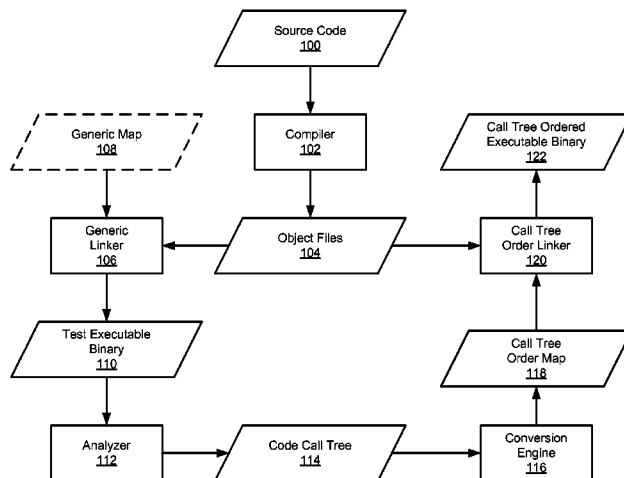 Source Code
100
Generic Map
108
Compiler
102
Call Tree Ordered
Executable Binary
122
Generic
Linker
106
Object Files
104
Call Tree
Order Linker
120
Test Executable
Binary
110
Call Tree
Order Map
118
Analyzer
112
Code Call Tree
114
Conversion
Engine
116